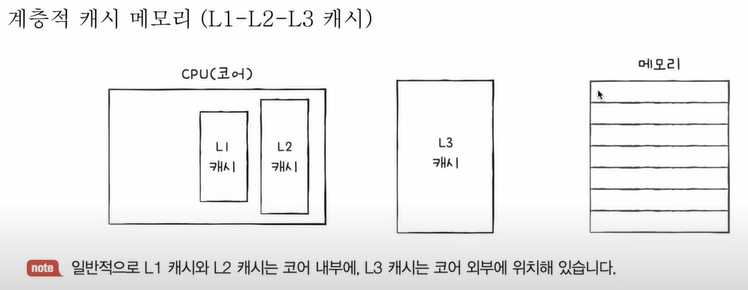 계층적 캐시 메모리 (L1-L2-L3 캐시)
CPU(코어)
메모리
L1
캐시
L2
캐시
L3
캐시
note 일반적으로 L1 캐시와 L2 캐시는 코어 내부에, L3 캐시는 코어 외부에 위치해 있습니다.